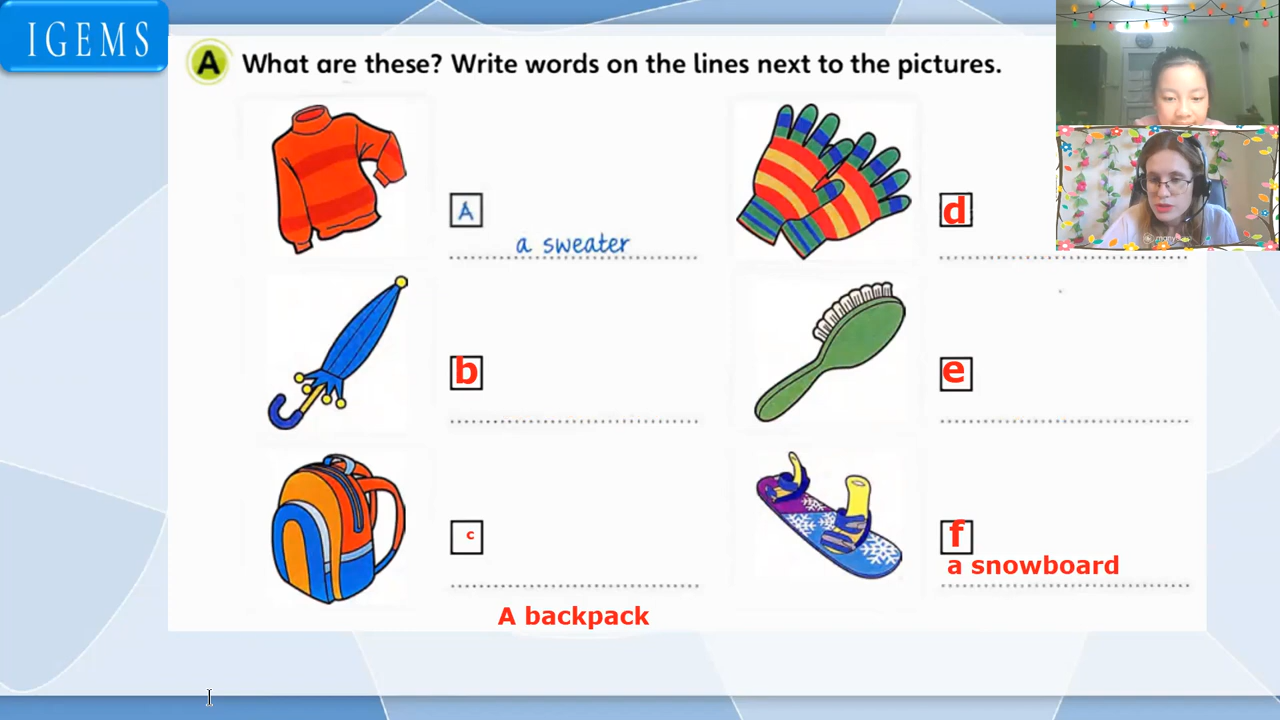 IGEMS
A What are these? Write words on the lines next to the pictures.
A
a sweater
d
b
e
c
A backpack
f
a snowboard